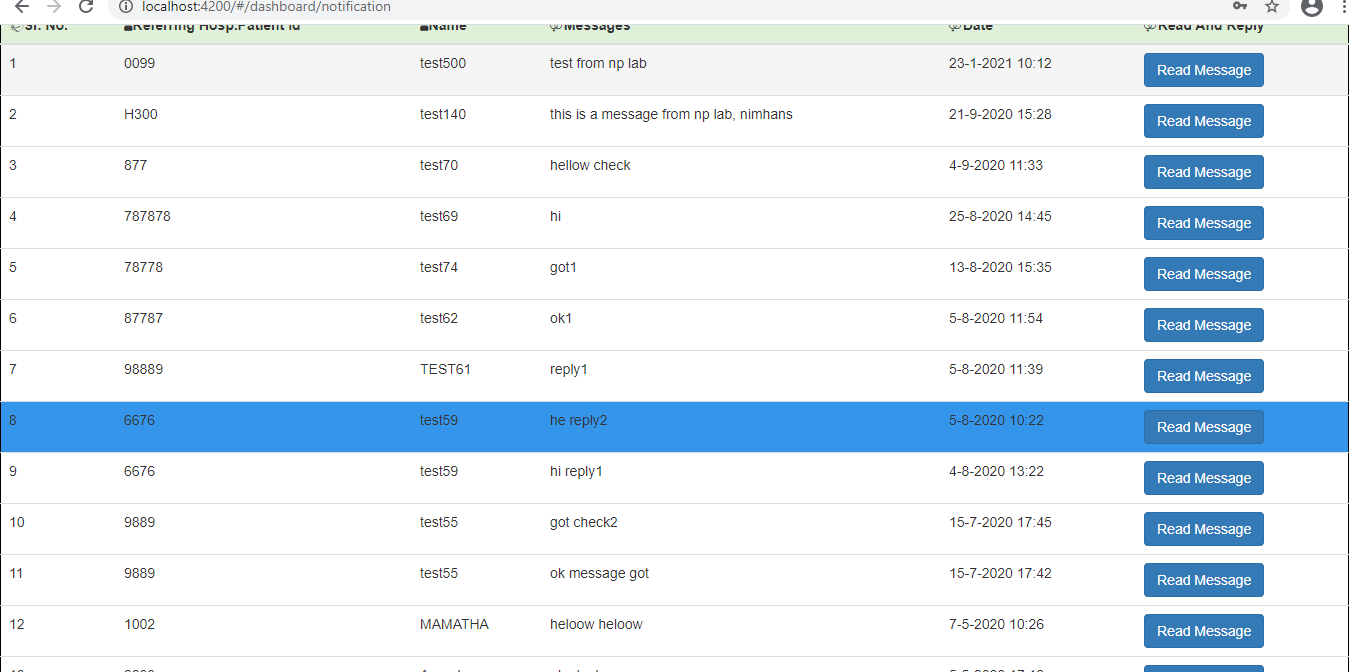 localhost:4200/#/dashboard/notification
Sr. No. Referring Hosp.Patient Id Name Messages Date Read And Reply
1 0099 test500 test from np lab 23-1-2021 10:12 Read Message
2 H300 test140 this is a message from np lab, nimhans 21-9-2020 15:28 Read Message
3 877 test70 hellow check 4-9-2020 11:33 Read Message
4 787878 test69 hi 25-8-2020 14:45 Read Message
5 78778 test74 got1 13-8-2020 15:35 Read Message
6 87787 test62 ok1 5-8-2020 11:54 Read Message
7 98889 TEST61 reply1 5-8-2020 11:39 Read Message
8 6676 test59 he reply2 5-8-2020 10:22 Read Message
9 6676 test59 hi reply1 4-8-2020 13:22 Read Message
10 9889 test55 got check2 15-7-2020 17:45 Read Message
11 9889 test55 ok message got 15-7-2020 17:42 Read Message
12 1002 MAMATHA heloow heloow 7-5-2020 10:26 Read Message